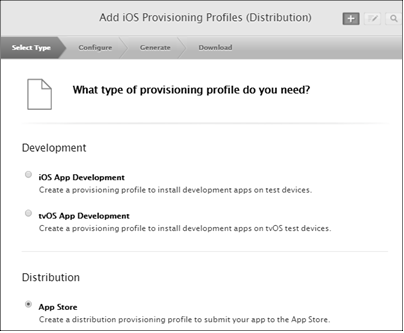 Add iOS Provisioning Profiles (Distribution)
Select Type Configure Generate Download
What type of provisioning profile do you need?
Development
iOS App Development
Create a provisioning profile to install development apps on test devices.
tvOS App Development
Create a provisioning profile to install development apps on tvOS test devices.
Distribution
App Store
Create a distribution provisioning profile to submit your app to the App Store.